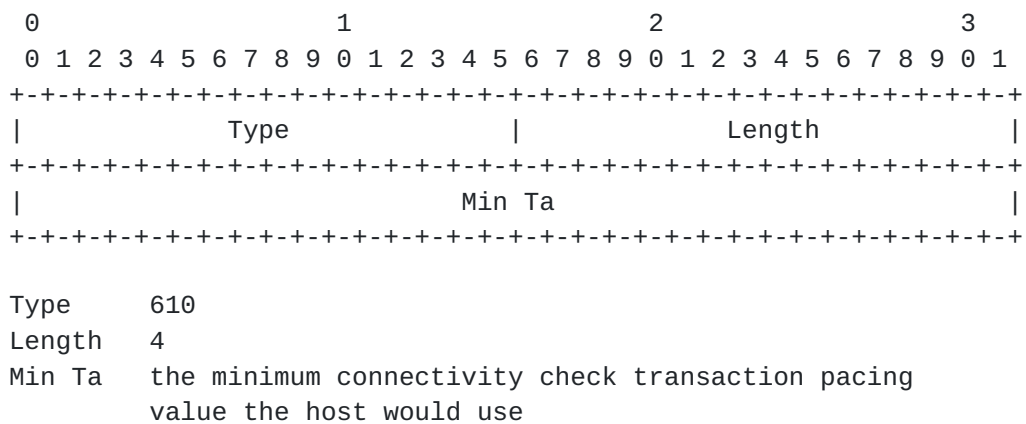 0                   1                   2                   3
 0 1 2 3 4 5 6 7 8 9 0 1 2 3 4 5 6 7 8 9 0 1 2 3 4 5 6 7 8 9 0 1
+-+-+-+-+-+-+-+-+-+-+-+-+-+-+-+-+-+-+-+-+-+-+-+-+-+-+-+-+-+-+-+-+
|             Type              |             Length            |
+-+-+-+-+-+-+-+-+-+-+-+-+-+-+-+-+-+-+-+-+-+-+-+-+-+-+-+-+-+-+-+-+
|                            Min Ta                             |
+-+-+-+-+-+-+-+-+-+-+-+-+-+-+-+-+-+-+-+-+-+-+-+-+-+-+-+-+-+-+-+-+

Type     610
Length   4
Min Ta   the minimum connectivity check transaction pacing
         value the host would use